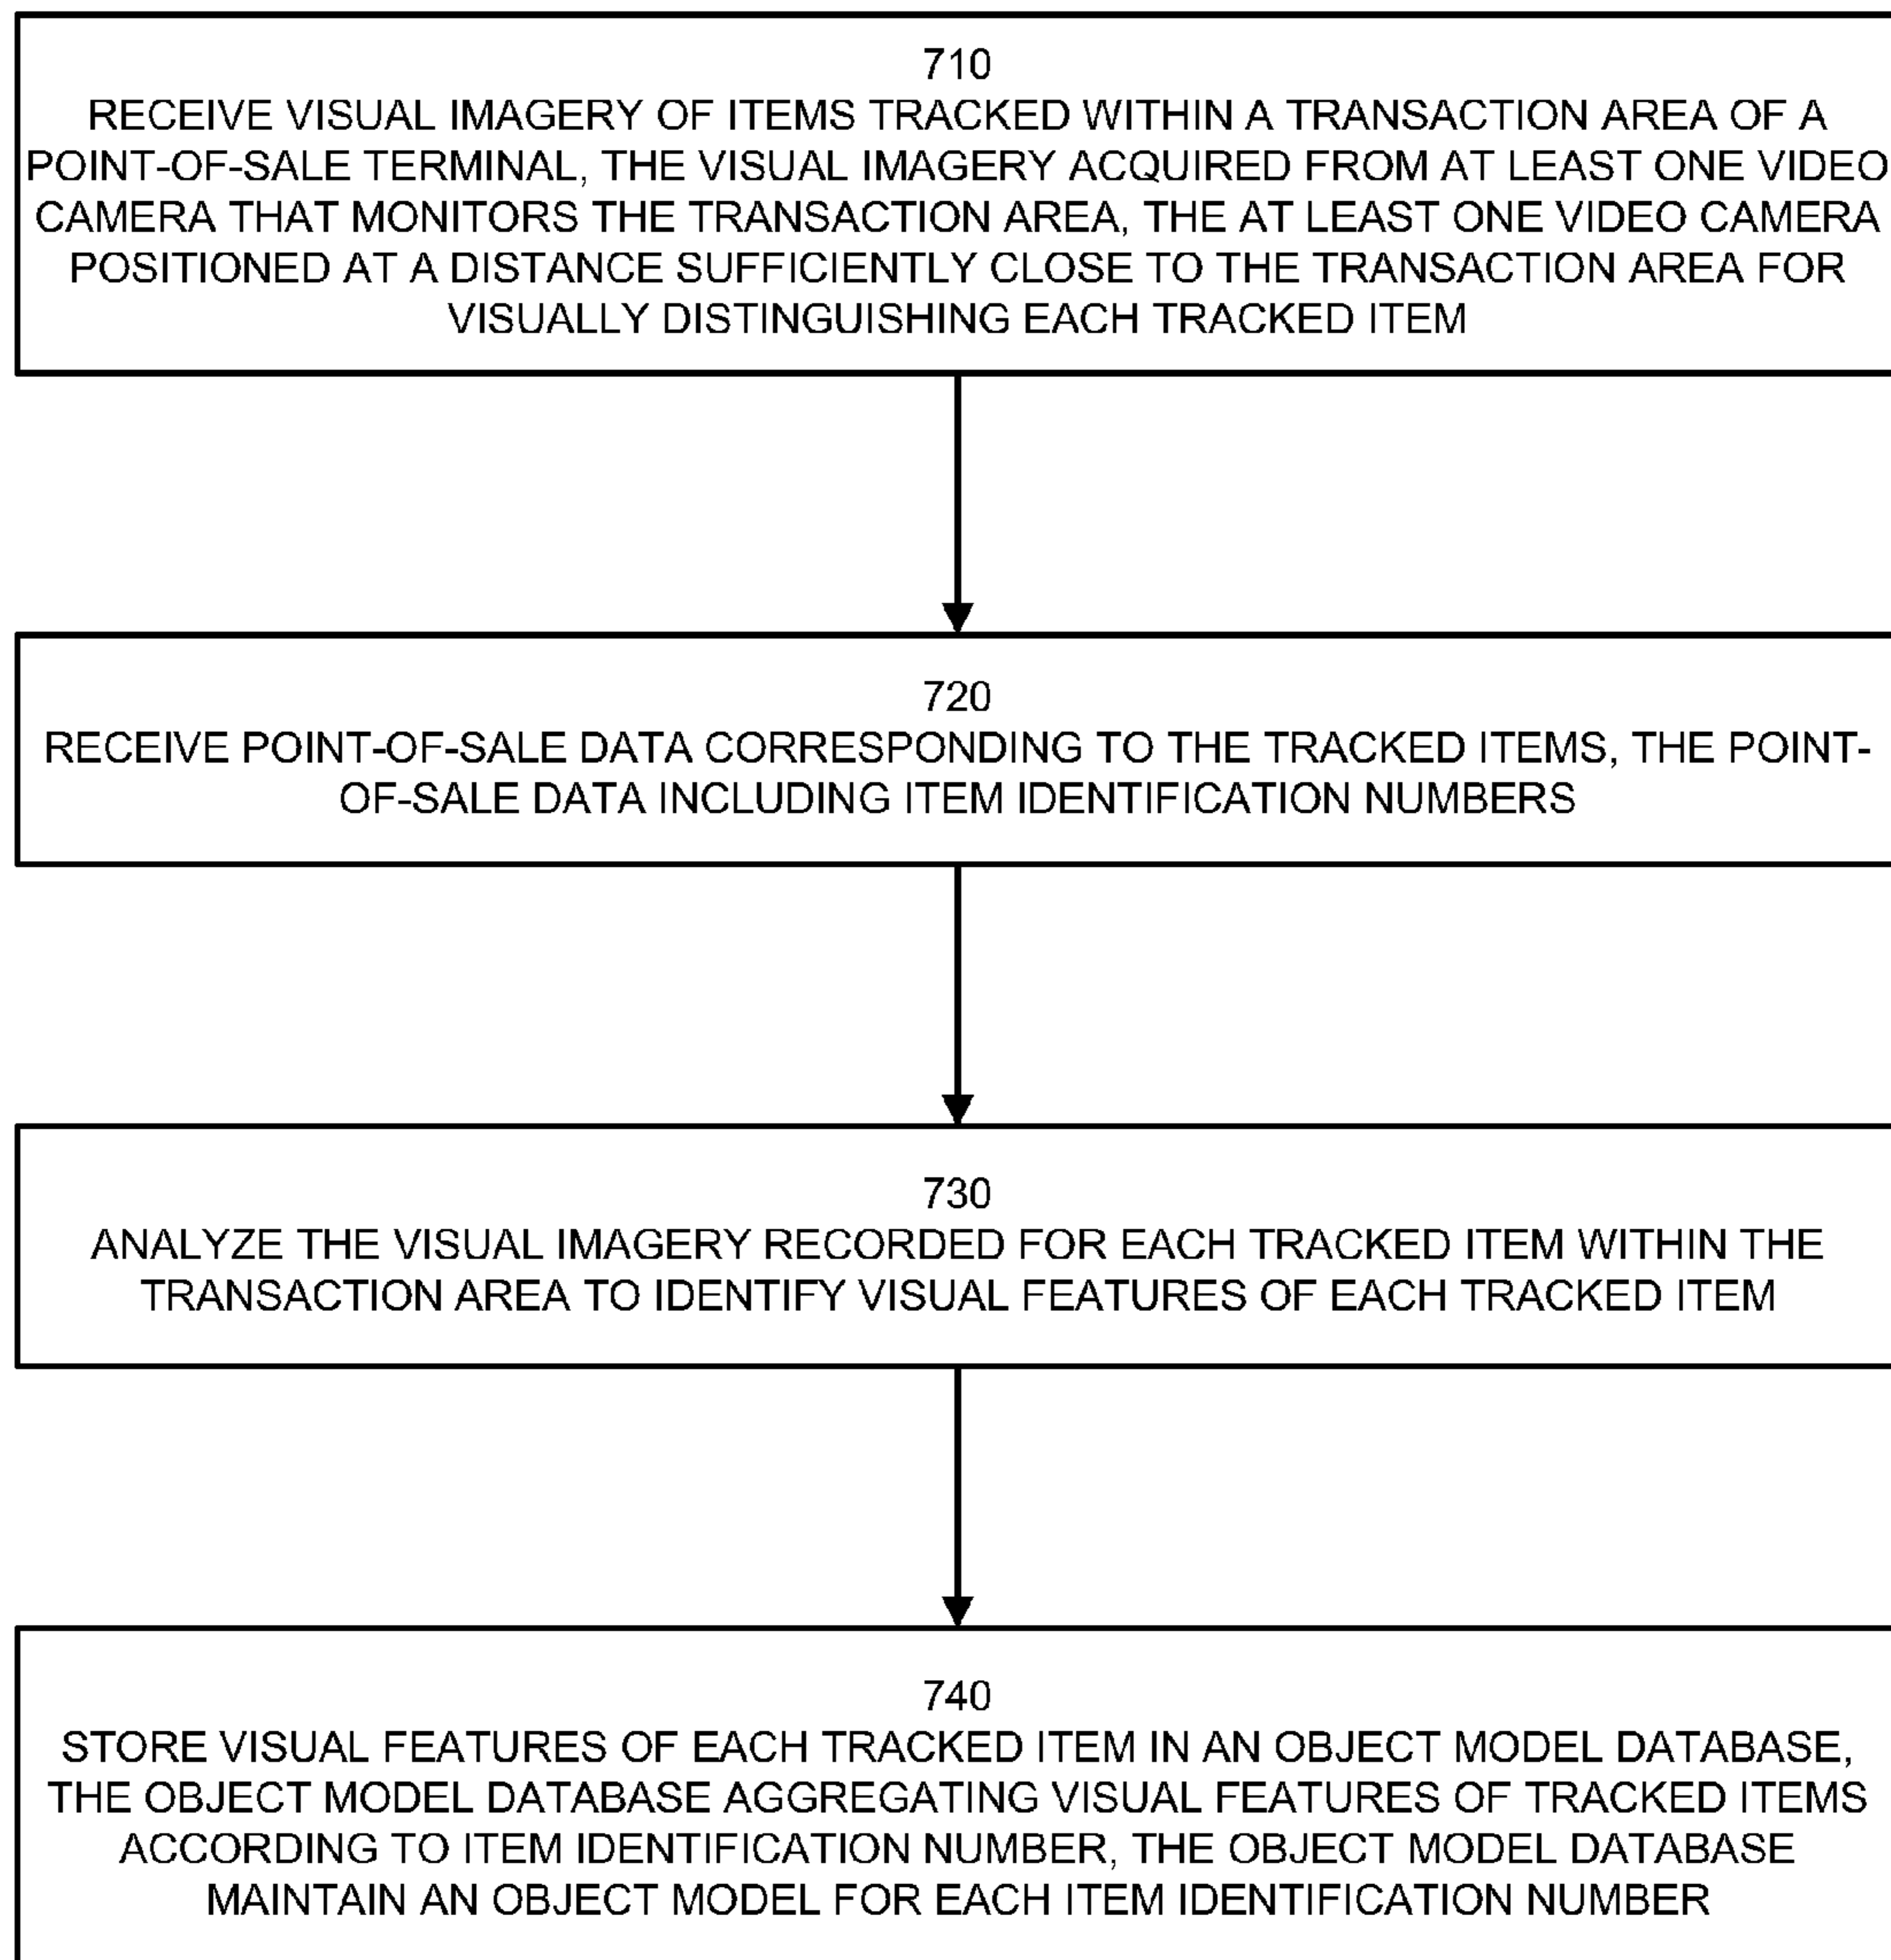 710
RECEIVE VISUAL IMAGERY OF ITEMS TRACKED WITHIN A TRANSACTION AREA OF A
POINT-OF-SALE TERMINAL, THE VISUAL IMAGERY ACQUIRED FROM AT LEAST ONE VIDEO
CAMERA THAT MONITORS THE TRANSACTION AREA, THE AT LEAST ONE VIDEO CAMERA
POSITIONED AT A DISTANCE SUFFICIENTLY CLOSE TO THE TRANSACTION AREA FOR
VISUALLY DISTINGUISHING EACH TRACKED ITEM
720
RECEIVE POINT-OF-SALE DATA CORRESPONDING TO THE TRACKED ITEMS, THE POINT-
OF-SALE DATA INCLUDING ITEM IDENTIFICATION NUMBERS
730
ANALYZE THE VISUAL IMAGERY RECORDED FOR EACH TRACKED ITEM WITHIN THE
TRANSACTION AREA TO IDENTIFY VISUAL FEATURES OF EACH TRACKED ITEM
740
STORE VISUAL FEATURES OF EACH TRACKED ITEM IN AN OBJECT MODEL DATABASE,
THE OBJECT MODEL DATABASE AGGREGATING VISUAL FEATURES OF TRACKED ITEMS
ACCORDING TO ITEM IDENTIFICATION NUMBER, THE OBJECT MODEL DATABASE
MAINTAIN AN OBJECT MODEL FOR EACH ITEM IDENTIFICATION NUMBER